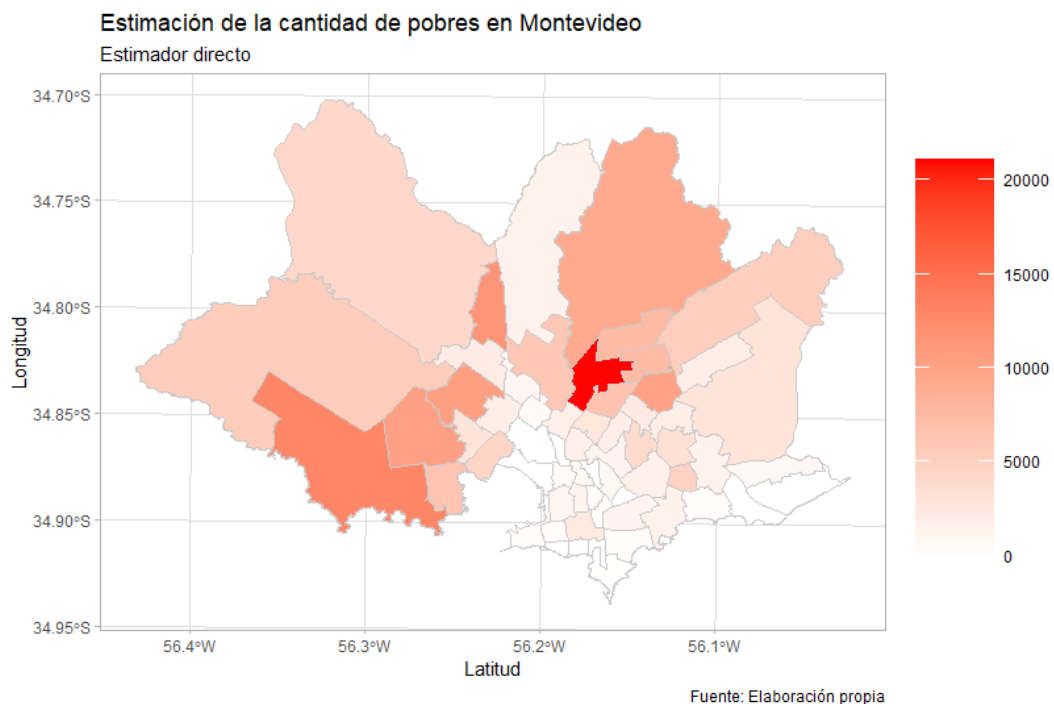 Estimación de la cantidad de pobres en Montevideo
Estimador directo
34.70°S
34.75°S
34.80°S
34.85°S
34.90°S
34.95°S
Longitud
56.4°W
56.3°W
56.2°W
56.1°W
Latitud
20000
15000
10000
5000
0
Fuente: Elaboración propia